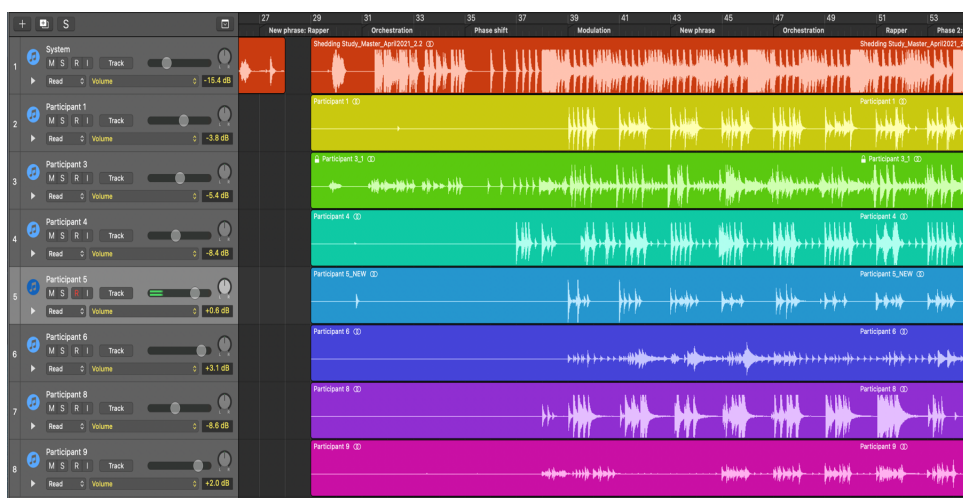 S
27 29 31 33 35 37 39 41 43 45 47 49 51 53
New phrase: Rapper Orchestration Phase shift: Modulation New phrase Orchestration Rapper Phase 2:
1 System Shedding Study_Master_April2021_2.2 Shedding Study_Master_April2021_2
M S R I Track L R
Read Volume -15.4 dB
2 Participant 1 Participant 1 Participant 1
M S R I Track L R
Read Volume -3.8 dB
3 Participant 3 Participant 3_1 Participant 3_1
M S R I Track L R
Read Volume -5.4 dB
4 Participant 4 Participant 4 Participant 4
M S R I Track L R
Read Volume -8.4 dB
5 Participant 5 Participant 5_NEW Participant 5_NEW
M S R I Track L R
Read Volume +0.6 dB
6 Participant 6 Participant 6 Participant 6
M S R I Track L R
Read Volume +3.1 dB
7 Participant 8 Participant 8 Participant 8
M S R I Track L R
Read Volume -8.6 dB
8 Participant 9 Participant 9 Participant 9
M S R I Track L R
Read Volume +2.0 dB